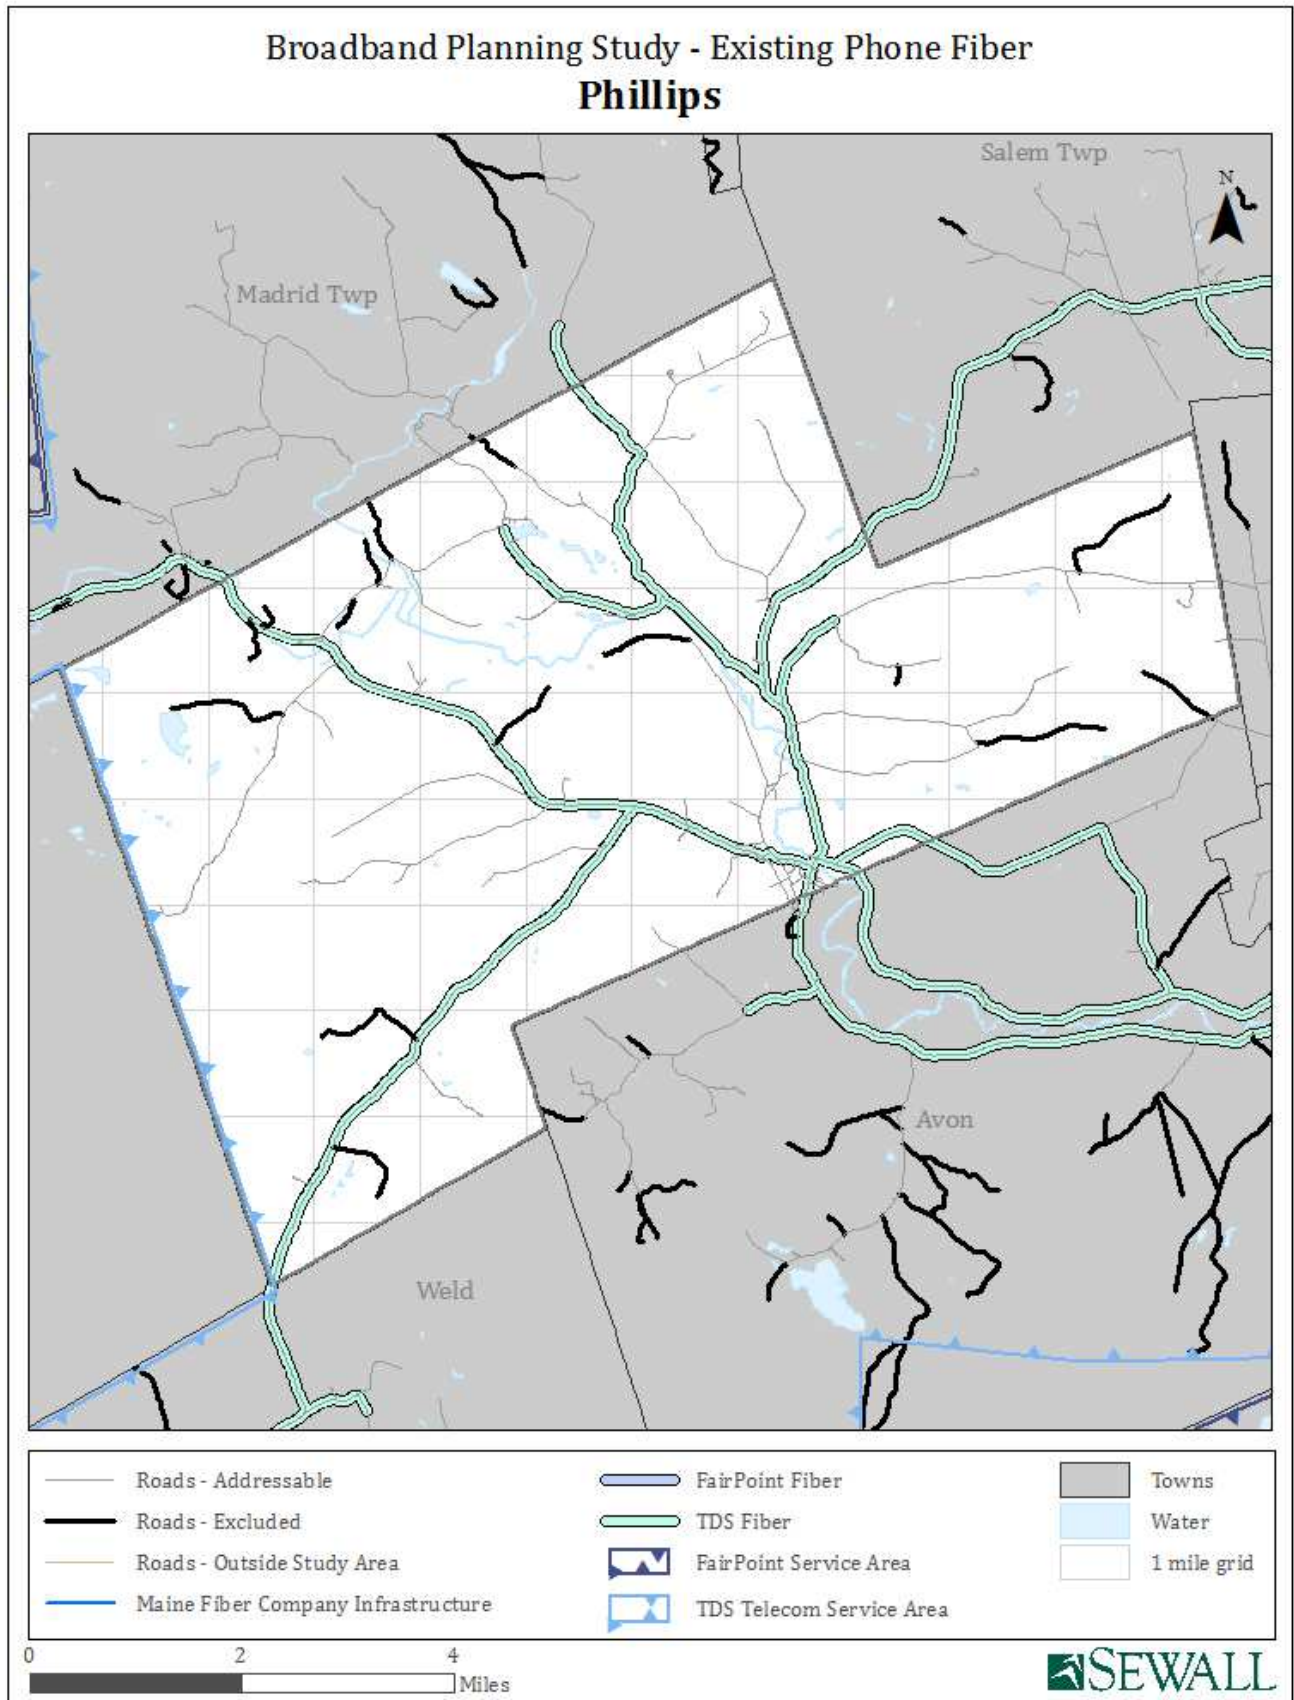 Broadband Planning Study - Existing Phone Fiber
Phillips
Salem Twp
N
Madrid Twp
Avon
Weld
Roads - Addressable
FairPoint Fiber
Towns
Roads - Excluded
TDS Fiber
Water
Roads - Outside Study Area
FairPoint Service Area
1 mile grid
Maine Fiber Company Infrastructure
TDS Telecom Service Area
0 2 4
Miles
SEWALL